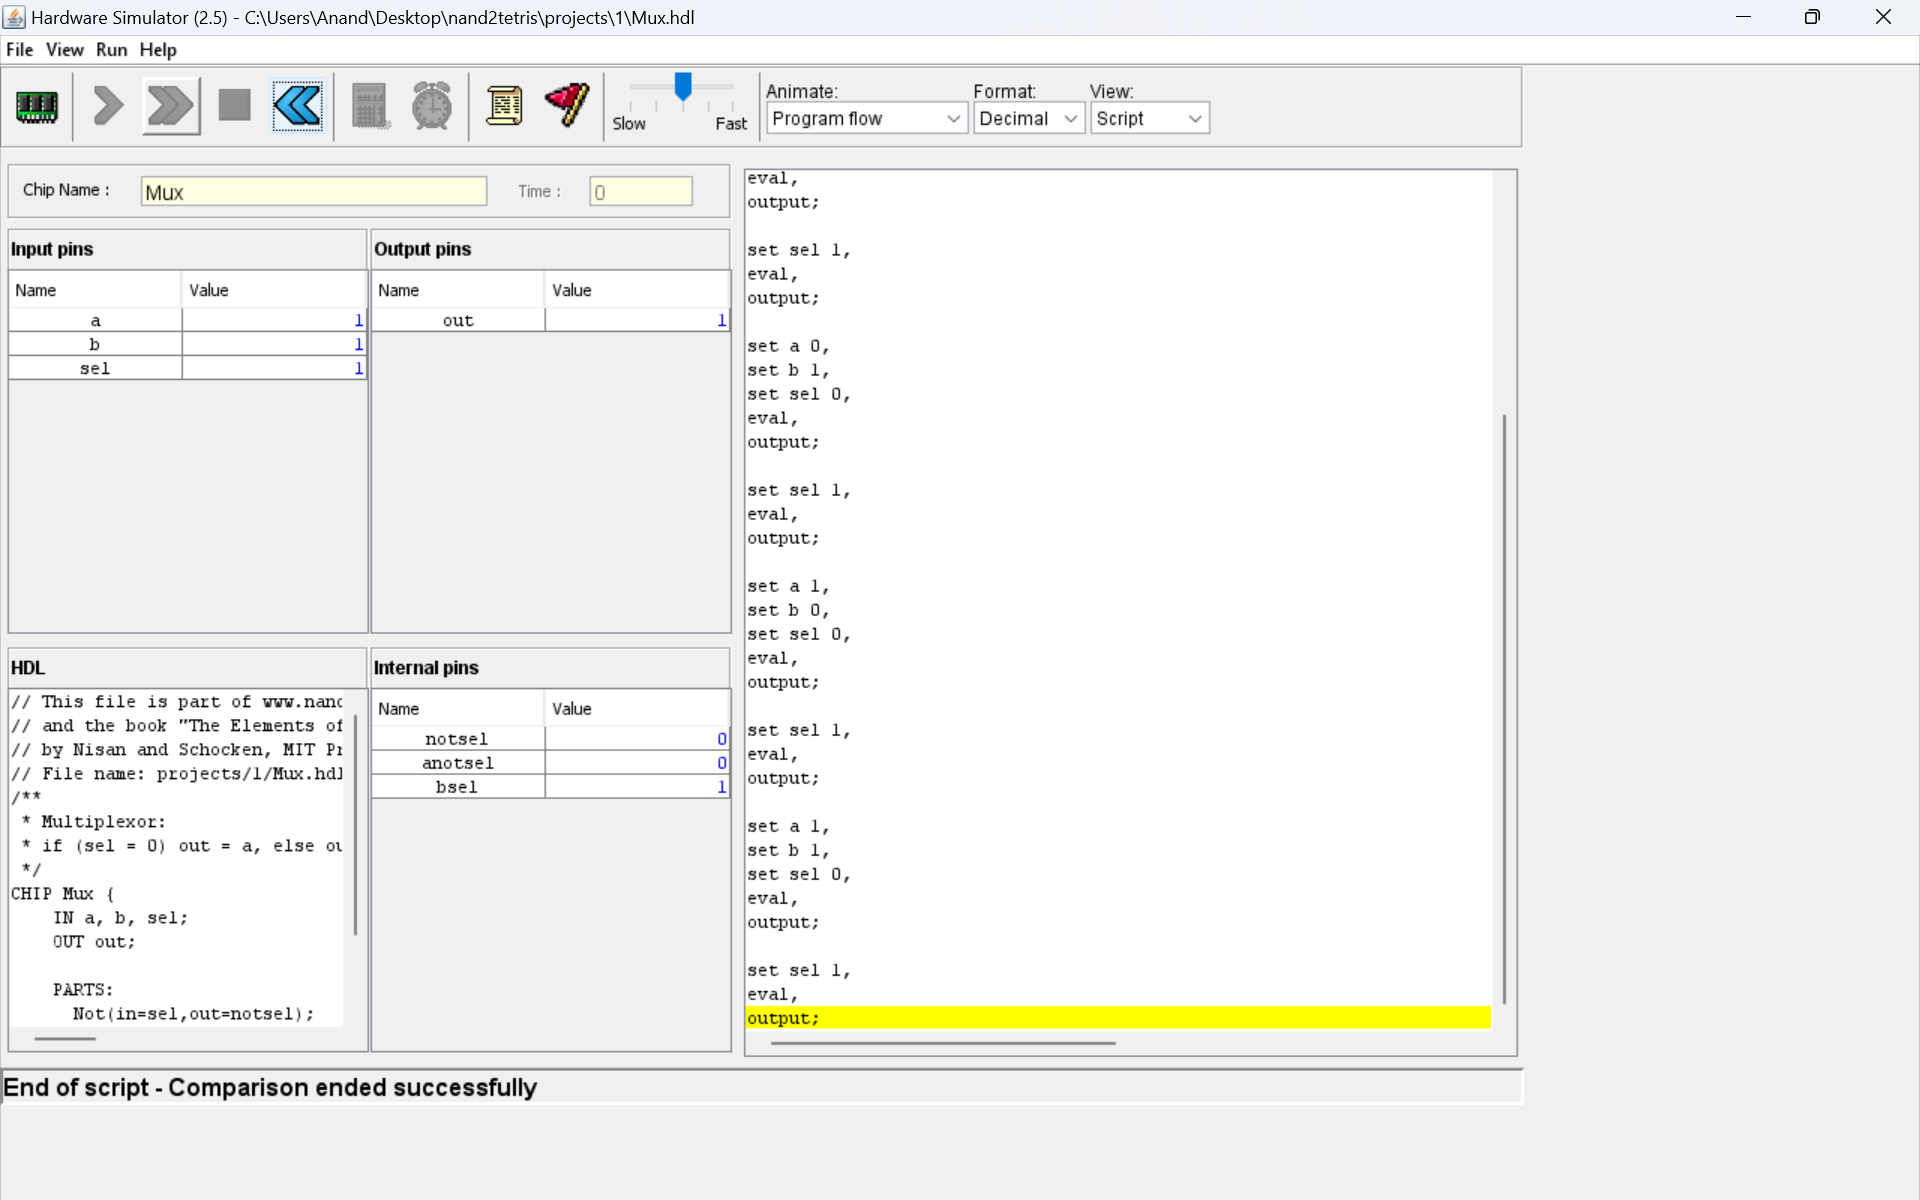 Hardware Simulator (2.5) - C:\Users\Anand\Desktop\nand2tetris\projects\1\Mux.hdl
File View Run Help
Slow Fast
Animate: Format: View:
Program flow Decimal Script
Chip Name : Mux Time : 0
Input pins
Name Value
a 1
b 1
sel 1
Output pins
Name Value
out 1
HDL
// This file is part of www.nand
// and the book "The Elements of
// by Nisan and Schocken, MIT Pr
// File name: projects/1/Mux.hdl
/**
* Multiplexor:
* if (sel = 0) out = a, else ou
*/
CHIP Mux {
IN a, b, sel;
OUT out;
PARTS:
Not(in=sel,out=notsel);
Internal pins
Name Value
notsel 0
anotsel 0
bsel 1
eval,
output;
set sel 1,
eval,
output;
set a 0,
set b 1,
set sel 0,
eval,
output;
set sel 1,
eval,
output;
set a 1,
set b 0,
set sel 0,
eval,
output;
set sel 1,
eval,
output;
set a 1,
set b 1,
set sel 0,
eval,
output;
set sel 1,
eval,
output;
End of script - Comparison ended successfully